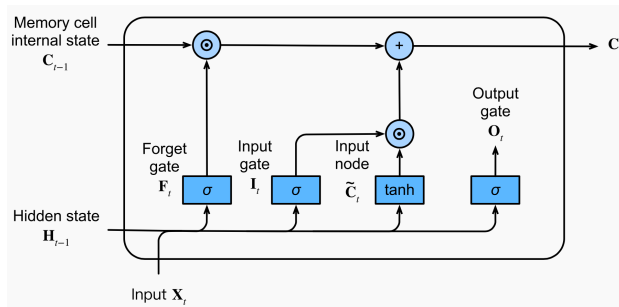 Memory cell
internal state
C_{t−1}
C
Forget
gate
F_t
σ
Input
gate
I_t
σ
Input
node
C̃_t
tanh
Output
gate
O_t
σ
⊙
+
⊙
Hidden state
H_{t−1}
Input X_t